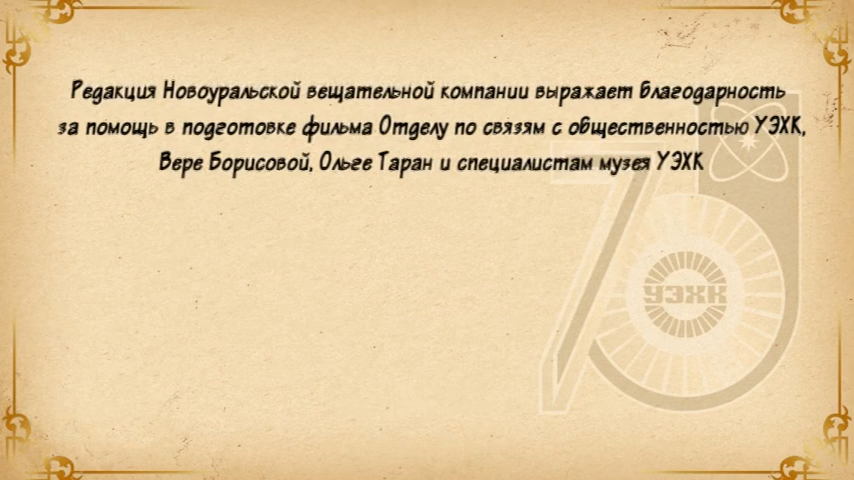 Редакция Новоуральской вещательной компании выражает благодарность
за помощь в подготовке фильма Отделу по связям с общественностью УЭХК,
Вере Борисовой, Ольге Таран и специалистам музея УЭХК
70
УЭХК